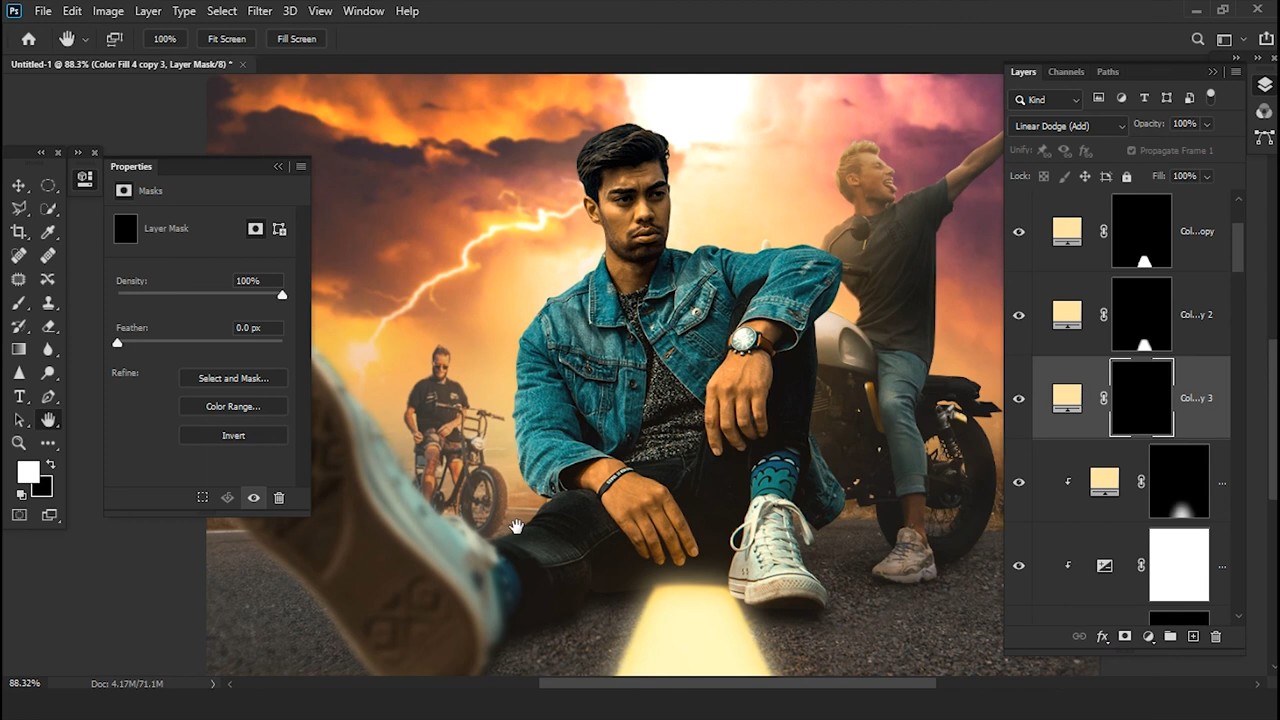 Ps File Edit Image Layer Type Select Filter 3D View Window Help
100% Fit Screen Fill Screen
Untitled-1 @ 88.3% (Color Fill 4 copy 3, Layer Mask/8) *
Properties
Masks
Layer Mask
Density: 100%
Feather: 0.0 px
Refine: Select and Mask...
Color Range...
Invert
Layers Channels Paths
Kind
Linear Dodge (Add) Opacity: 100%
Unify: Propagate Frame 1
Lock: Fill: 100%
Col...opy
Col...y 2
Col...y 3
...
...
88.32% Doc: 4.17M/71.1M